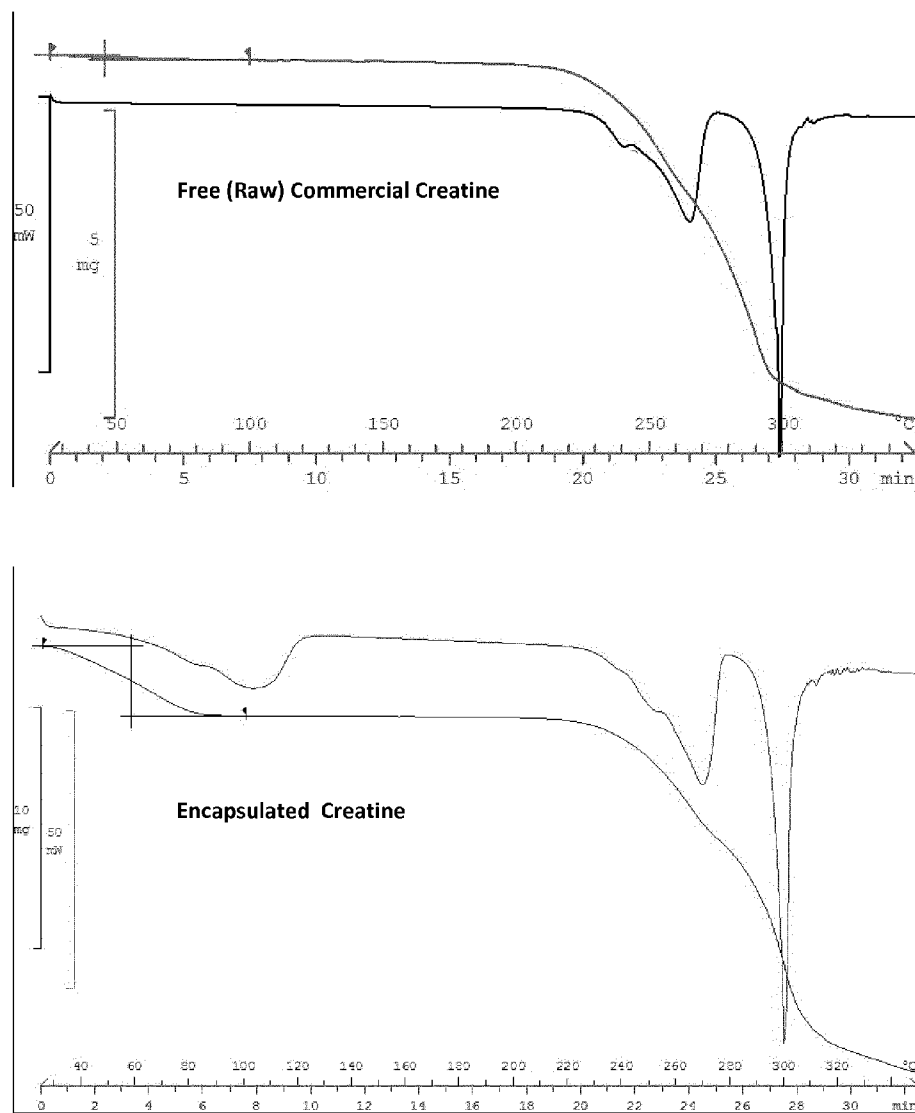 Free (Raw) Commercial Creatine
50
mW
5
mg
50 100 150 200 250 300 °C
0 5 10 15 20 25 30 min
Encapsulated Creatine
10
mg
50
mW
40 60 80 100 120 140 160 180 200 220 240 260 280 300 320 °C
0 2 4 6 8 10 12 14 16 18 20 22 24 26 28 30 min